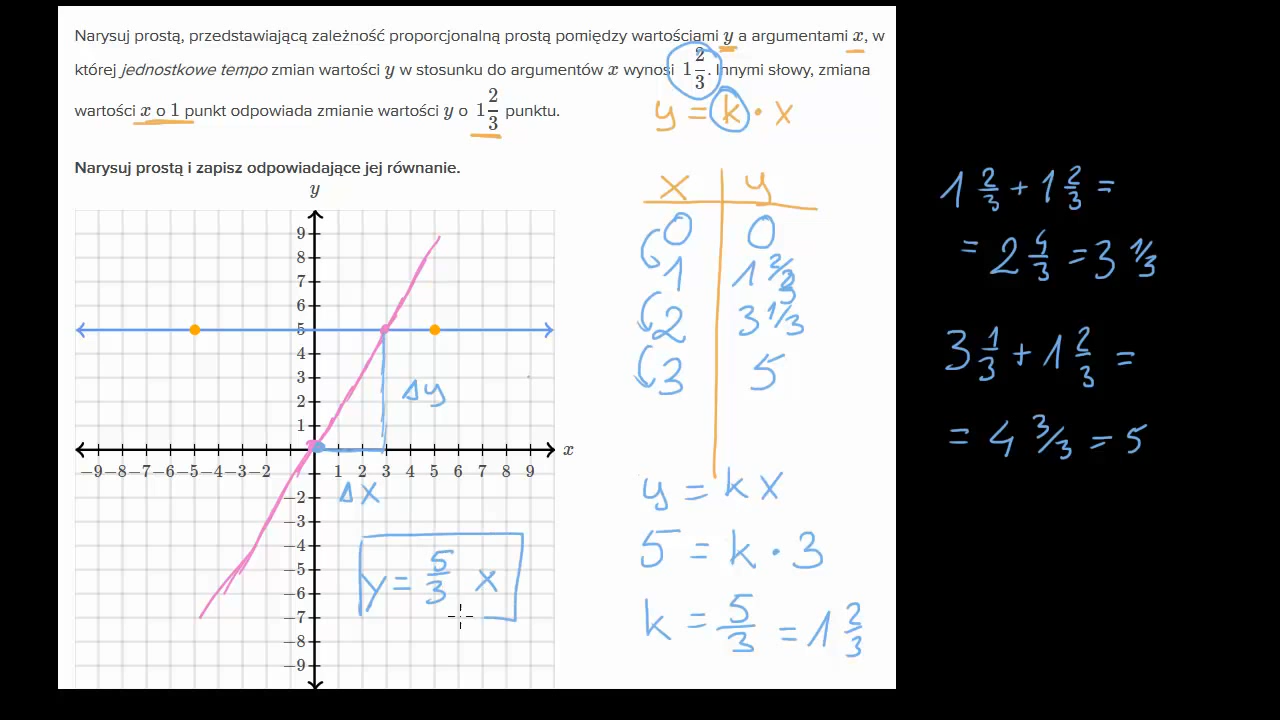 Narysuj prostą, przedstawiającą zależność proporcjonalną prostą pomiędzy wartościami y a argumentami x, w
której jednostkowe tempo zmian wartości y w stosunku do argumentów x wynosi 1 2/3. Innymi słowy, zmiana
wartości x o 1 punkt odpowiada zmianie wartości y o 1 2/3 punktu.
y = k · x
Narysuj prostą i zapisz odpowiadające jej równanie.
y
9
8
7
6
5
4
3
2
1
−9 −8 −7 −6 −5 −4 −3 −2 1 2 3 4 5 6 7 8 9 x
−2
−3
−4
−5
−6
−7
−8
−9
Δy
Δx
y = 5/3 x
x y
0 0
1 1 2/3
2 3 1/3
3 5
y = k x
5 = k · 3
k = 5/3 = 1 2/3
1 2/3 + 1 2/3 =
= 2 4/3 = 3 1/3
3 1/3 + 1 2/3 =
= 4 3/3 = 5